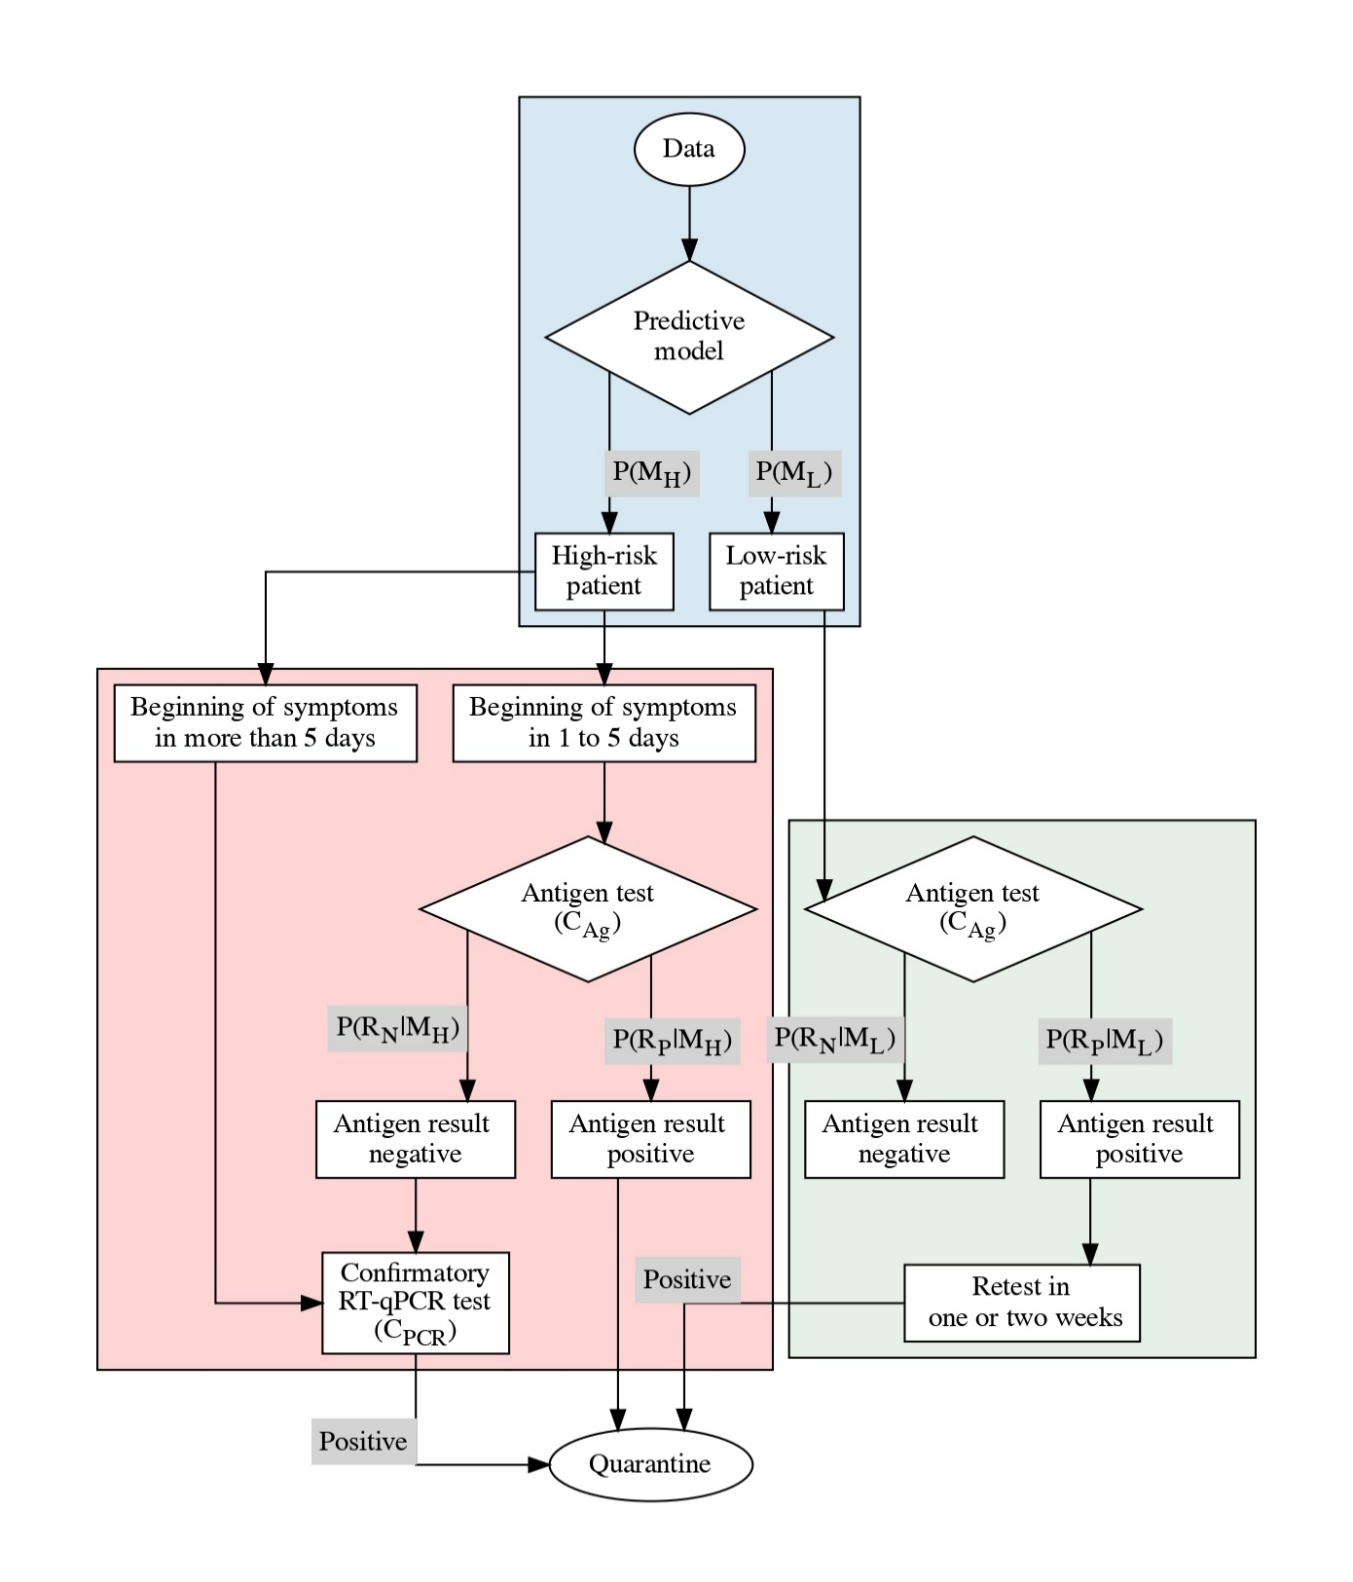 Data
Predictive
model
P(M_H)
P(M_L)
High-risk
patient
Low-risk
patient
Beginning of symptoms
in more than 5 days
Beginning of symptoms
in 1 to 5 days
Antigen test
(C_Ag)
Antigen test
(C_Ag)
P(R_N|M_H)
P(R_P|M_H)
P(R_N|M_L)
P(R_P|M_L)
Antigen result
negative
Antigen result
positive
Antigen result
negative
Antigen result
positive
Confirmatory
RT-qPCR test
(C_PCR)
Positive
Retest in
one or two weeks
Positive
Quarantine